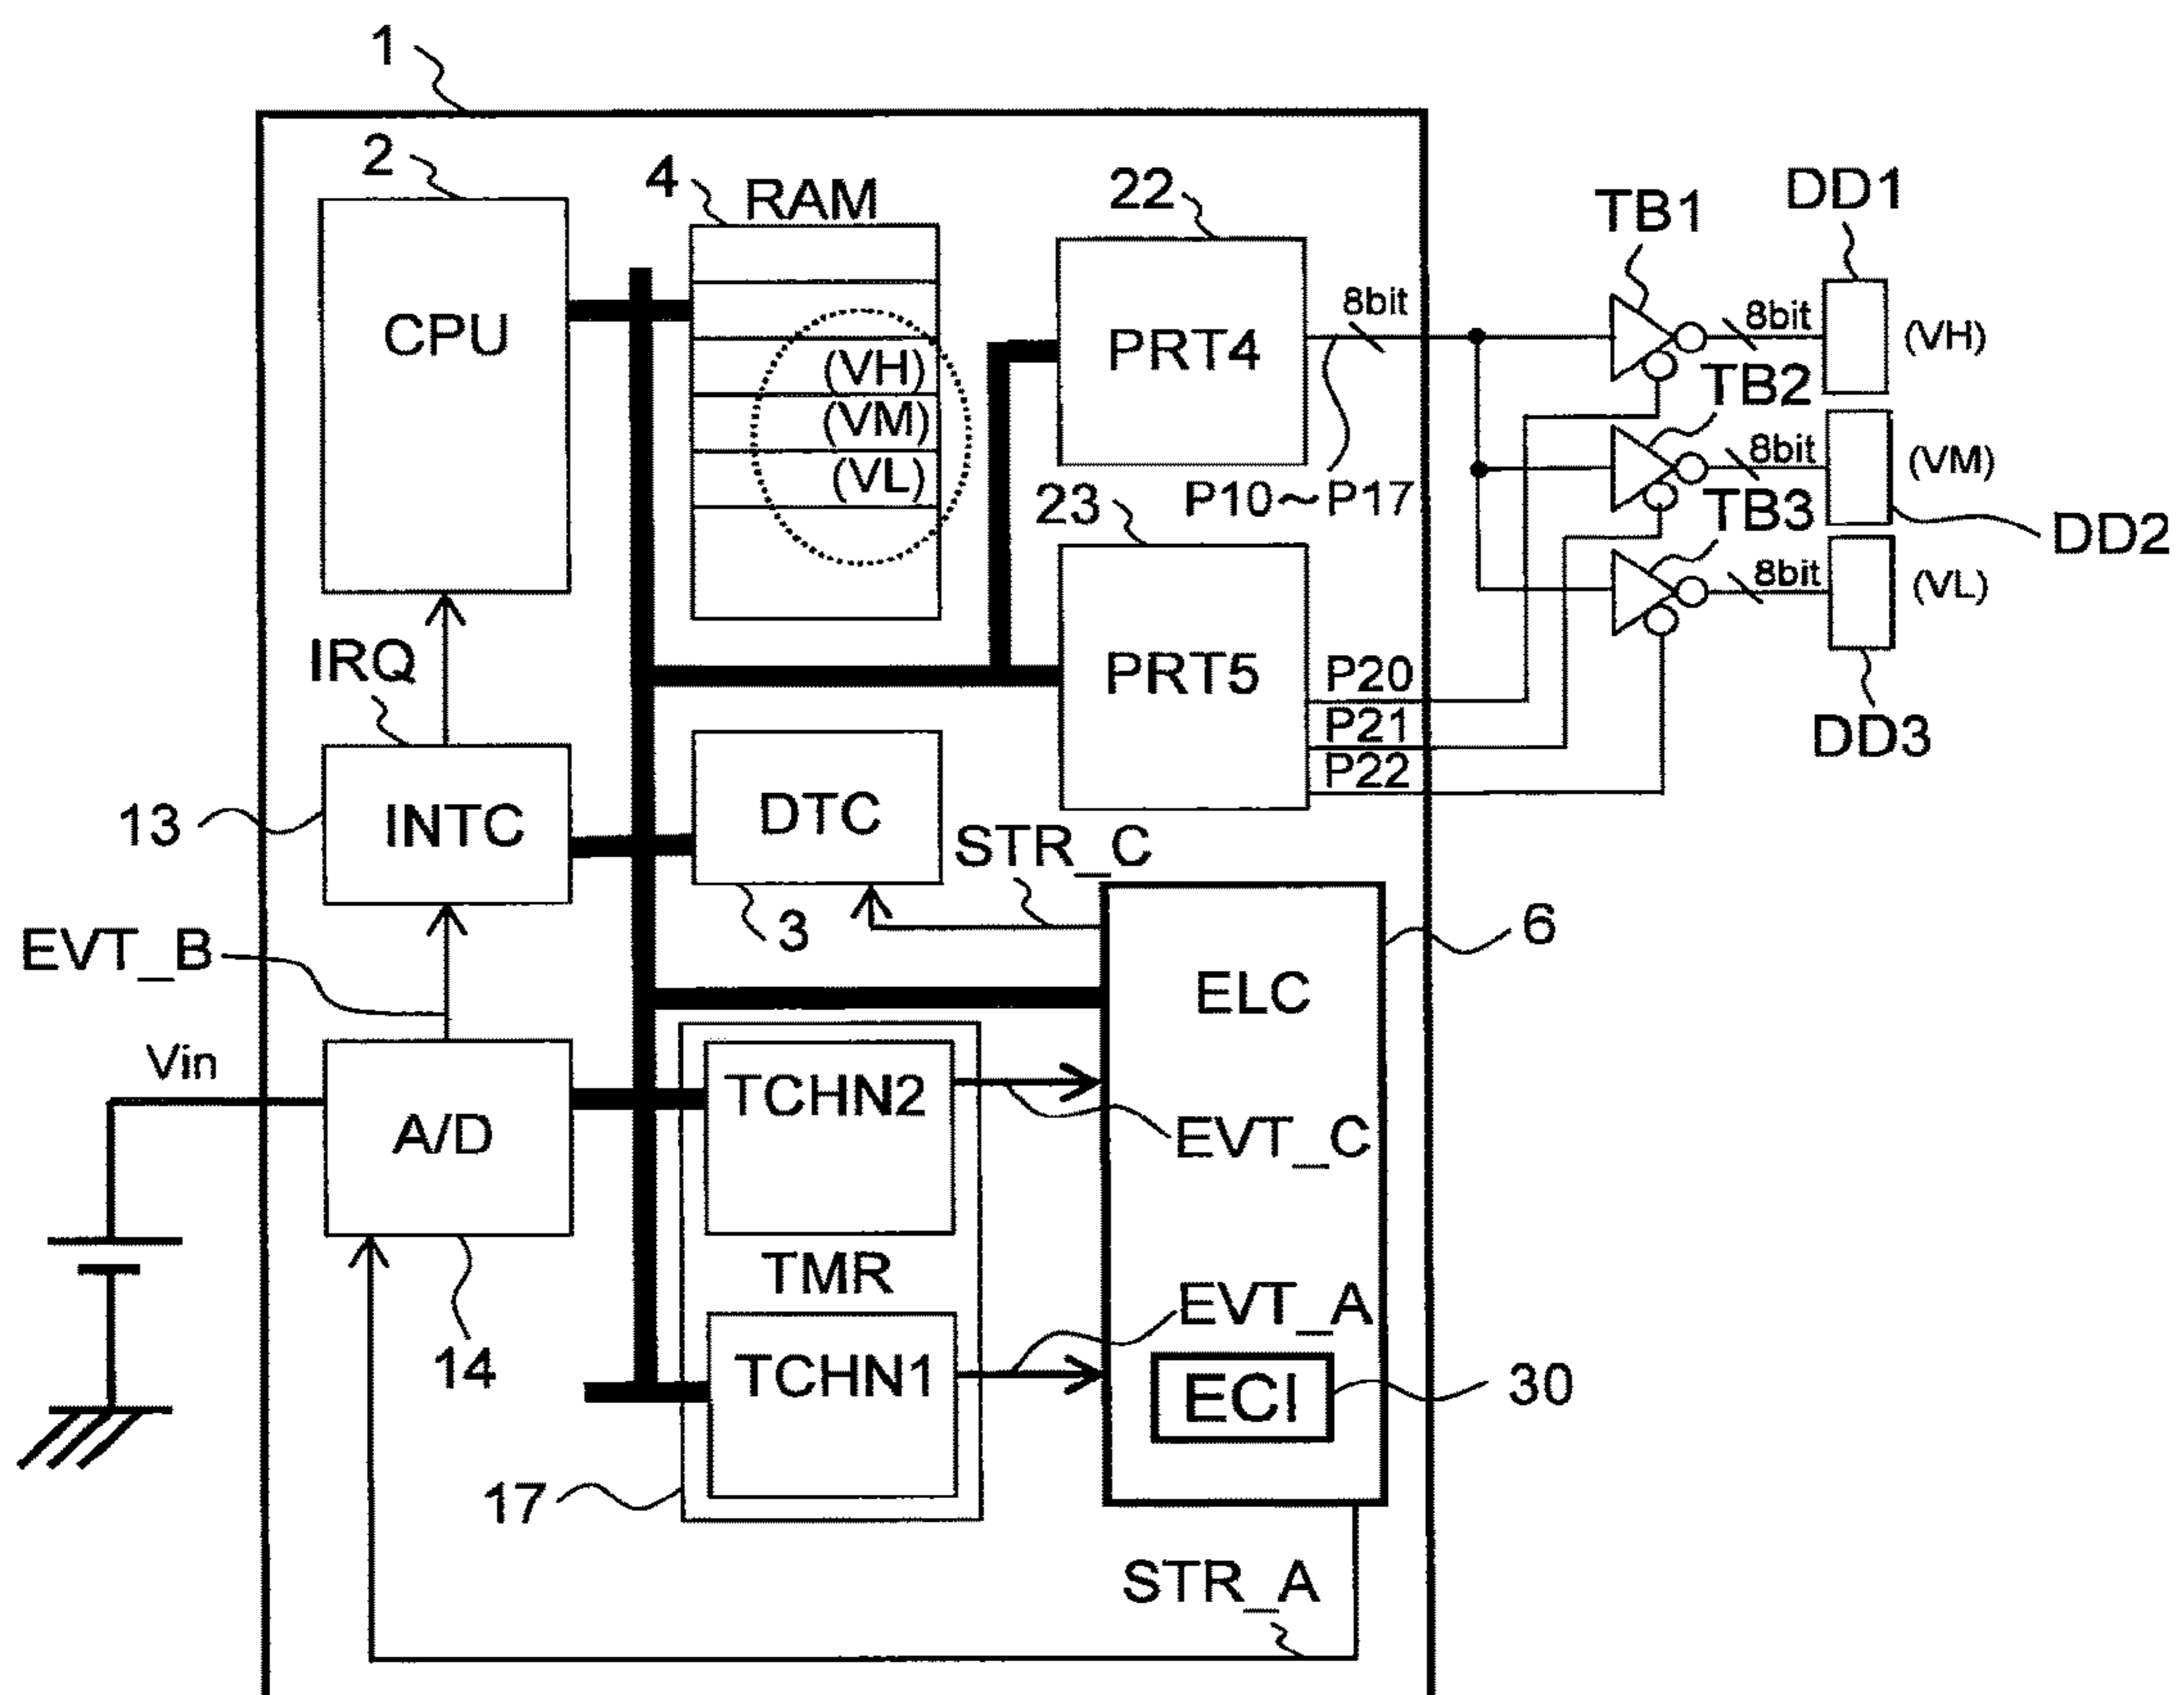 1
2
4
RAM
22
TB1
DD1
CPU
PRT4
8bit
8bit
(VH)
(VH)
TB2
(VM)
8bit
(VM)
(VL)
P10~P17
TB3
DD2
23
8bit
(VL)
IRQ
PRT5
P20
P21
P22
DD3
13
INTC
DTC
STR_C
3
6
EVT_B
ELC
Vin
A/D
TCHN2
EVT_C
TMR
EVT_A
14
TCHN1
ECI
30
17
STR_A